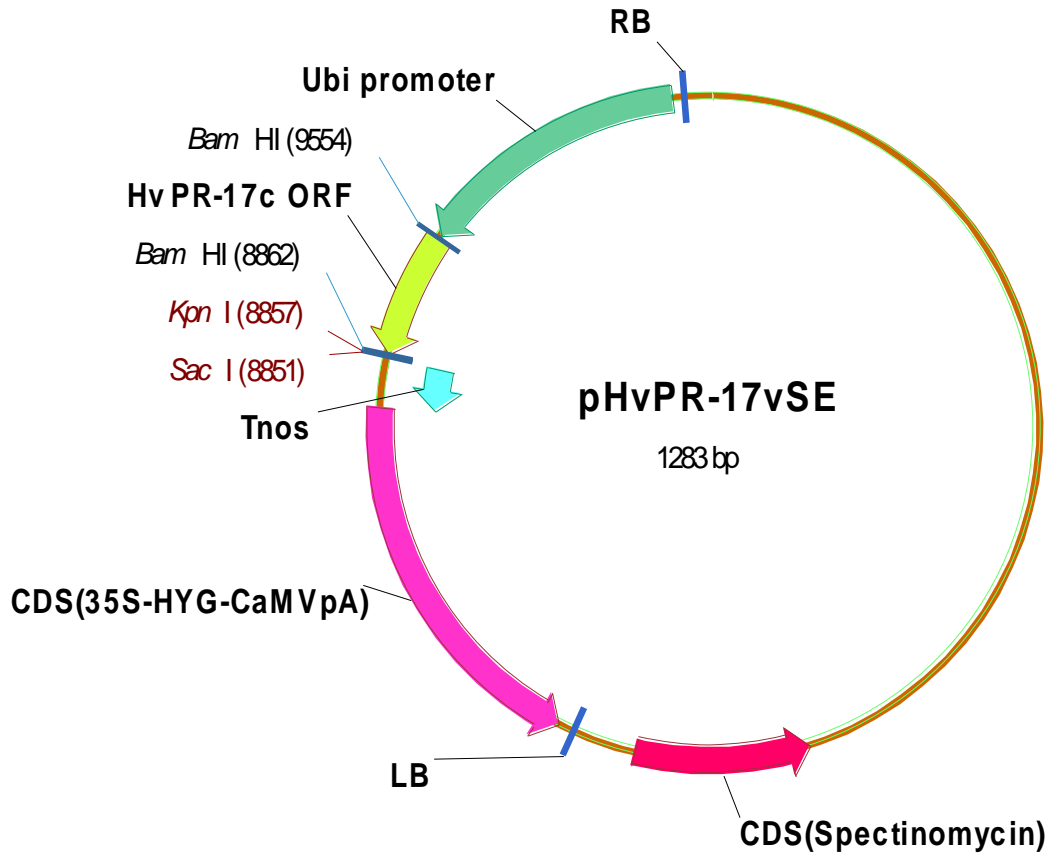 RB
Ubi promoter
Bam HI (9554)
Hv PR-17c ORF
Bam HI (8862)
Kpn I (8857)
Sac I (8851)
Tnos
pHvPR-17vSE
1283 bp
CDS(35S-HYG-CaMVpA)
LB
CDS(Spectinomycin)